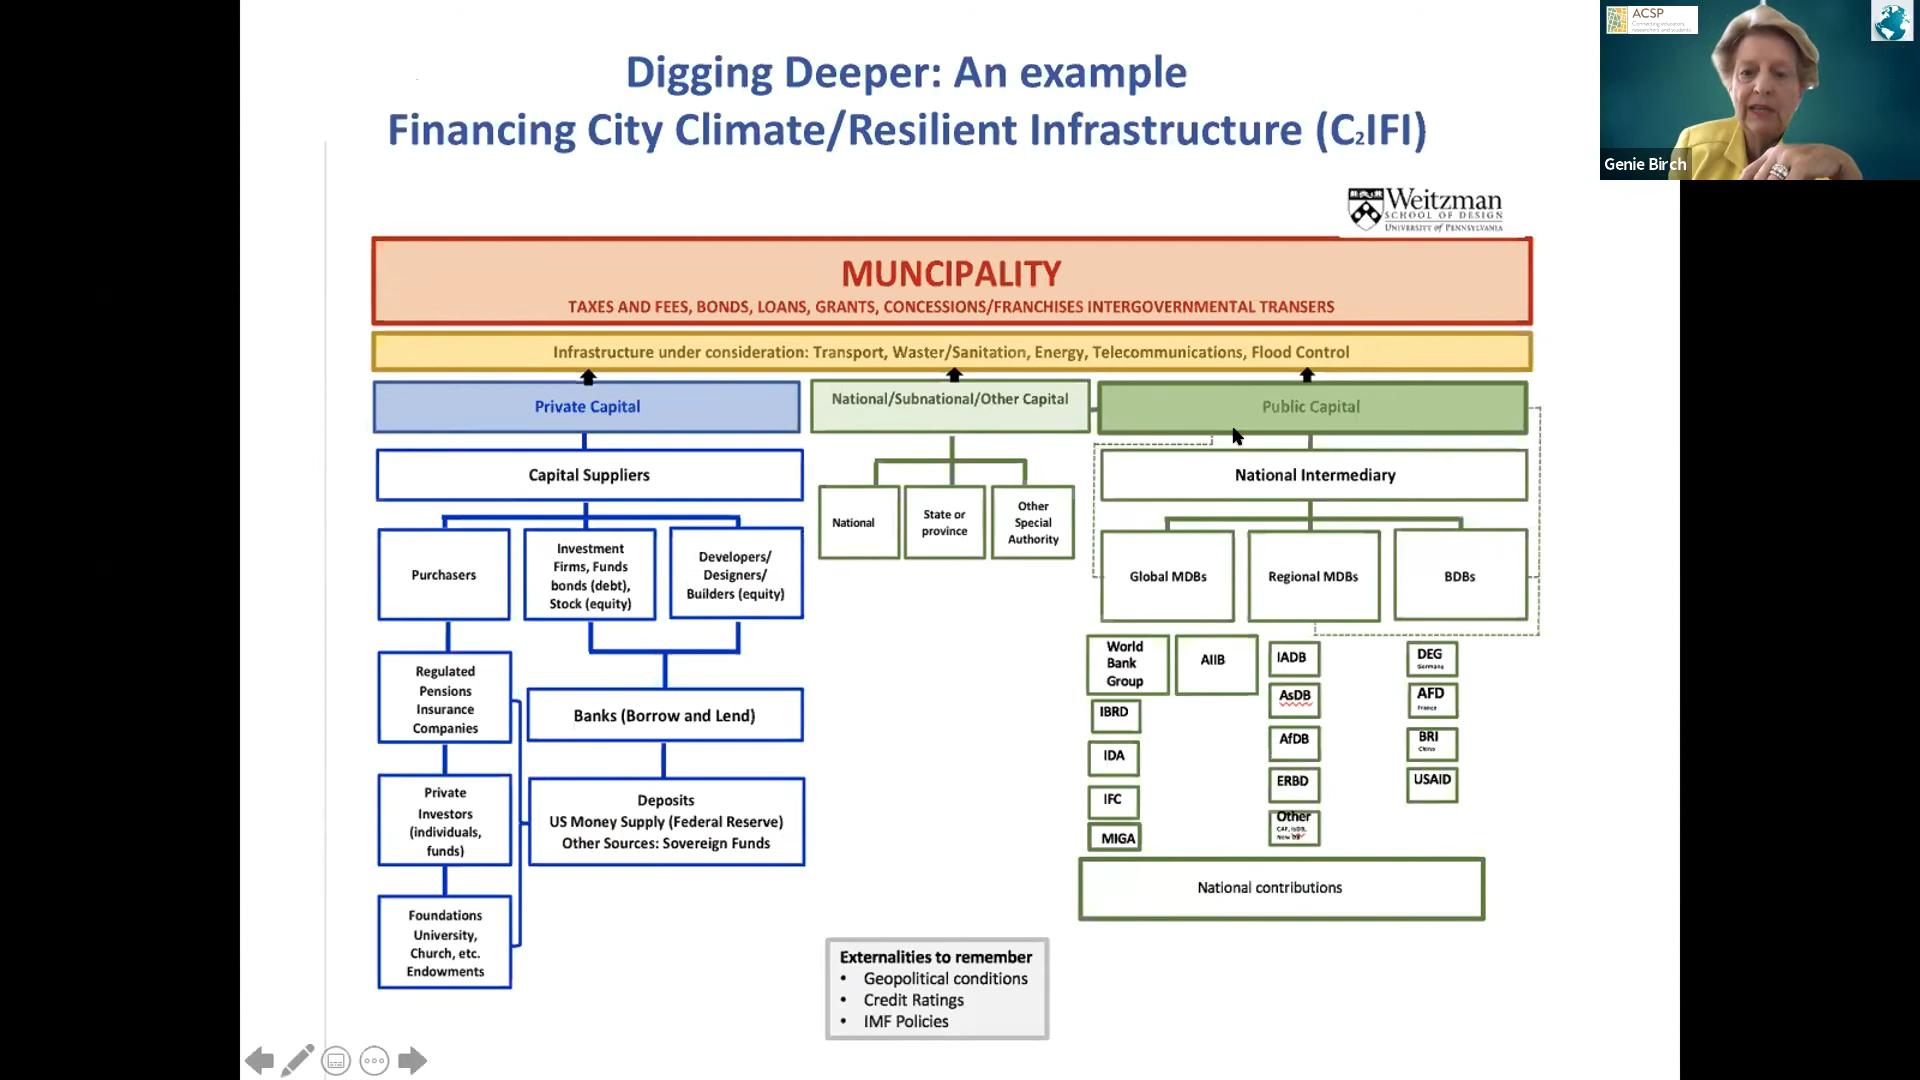 Digging Deeper: An example
Financing City Climate/Resilient Infrastructure (C2IFI)
ACSP
Genie Birch
Weitzman
SCHOOL OF DESIGN
UNIVERSITY of PENNSYLVANIA
MUNCIPALITY
TAXES AND FEES, BONDS, LOANS, GRANTS, CONCESSIONS/FRANCHISES INTERGOVERNMENTAL TRANSERS
Infrastructure under consideration: Transport, Waster/Sanitation, Energy, Telecommunications, Flood Control
Private Capital
National/Subnational/Other Capital
Public Capital
Capital Suppliers
National Intermediary
Purchasers
Investment
Firms, Funds
bonds (debt),
Stock (equity)
Developers/
Designers/
Builders (equity)
National
State or
province
Other
Special
Authority
Global MDBs
Regional MDBs
BDBs
Regulated
Pensions
Insurance
Companies
Banks (Borrow and Lend)
Private
Investors
(individuals,
funds)
Deposits
US Money Supply (Federal Reserve)
Other Sources: Sovereign Funds
Foundations
University,
Church, etc.
Endowments
World
Bank
Group
AIIB
IBRD
IDA
IFC
MIGA
IADB
AsDB
AfDB
ERBD
Other
CAF, IsDB,
New DB
DEG
Germany
AFD
France
BRI
China
USAID
National contributions
Externalities to remember
• Geopolitical conditions
• Credit Ratings
• IMF Policies